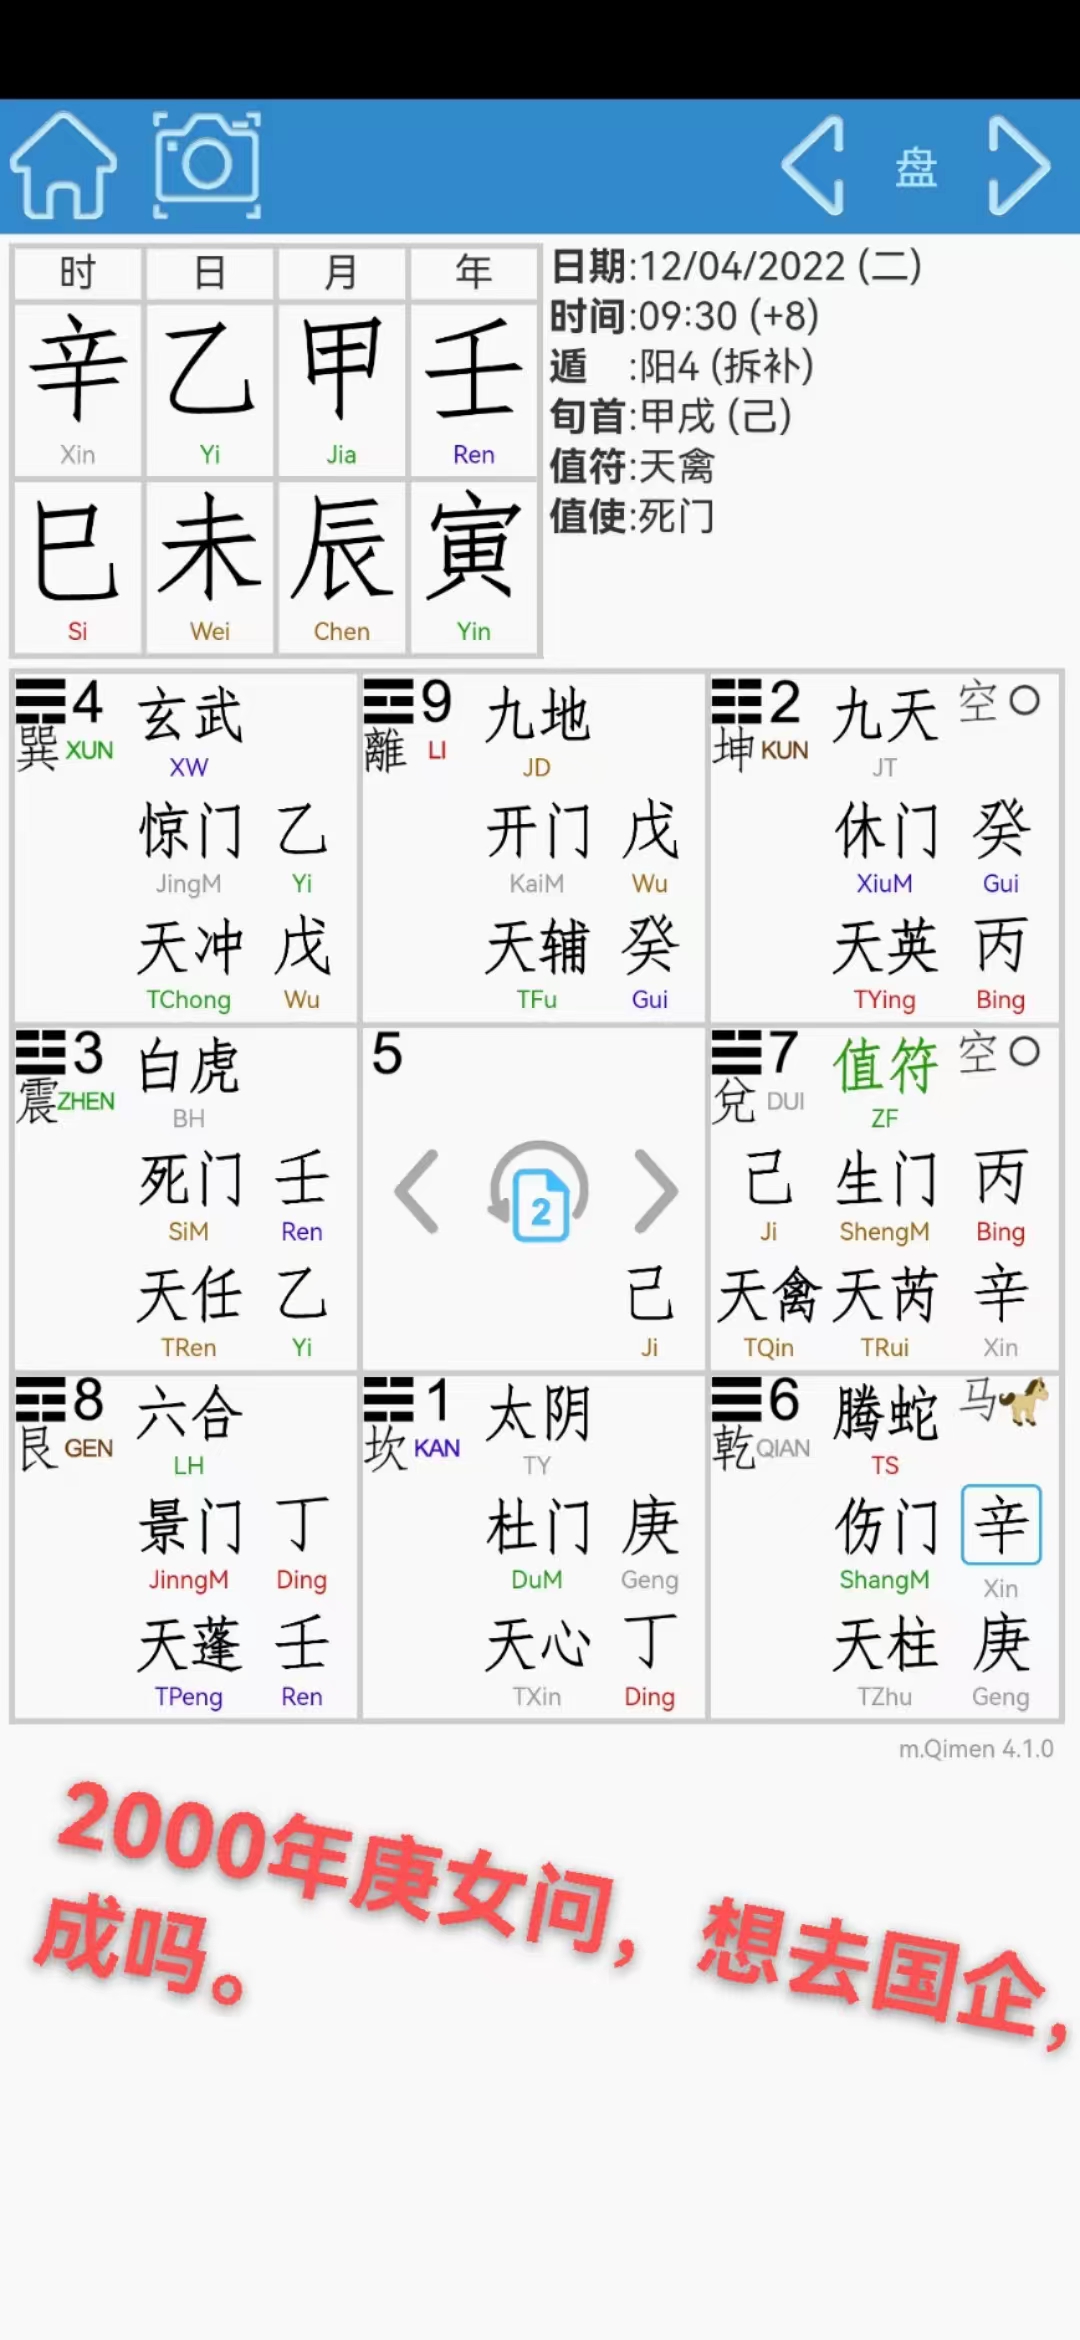 盘
时 日 月 年
辛 乙 甲 壬
Xin Yi Jia Ren
巳 未 辰 寅
Si Wei Chen Yin
日期:12/04/2022 (二)
时间:09:30 (+8)
遁 :阳4 (拆补)
旬首:甲戌 (己)
值符:天禽
值使:死门
4 玄武
巽 XUN XW
惊门 乙
JingM Yi
天冲 戊
TChong Wu
9 九地
離 LI JD
开门 戊
KaiM Wu
天辅 癸
TFu Gui
2 九天 空
坤 KUN JT
休门 癸
XiuM Gui
天英 丙
TYing Bing
3 白虎
震 ZHEN BH
死门 壬
SiM Ren
天任 乙
TRen Yi
5
2
己
Ji
7 值符 空
兌 DUI ZF
己 生门 丙
Ji ShengM Bing
天禽 天芮 辛
TQin TRui Xin
8 六合
艮 GEN LH
景门 丁
JinngM Ding
天蓬 壬
TPeng Ren
1 太阴
坎 KAN TY
杜门 庚
DuM Geng
天心 丁
TXin Ding
6 腾蛇 马
乾 QIAN TS
伤门 辛
ShangM Xin
天柱 庚
TZhu Geng
m.Qimen 4.1.0
2000年庚女问，想去国企，
成吗。